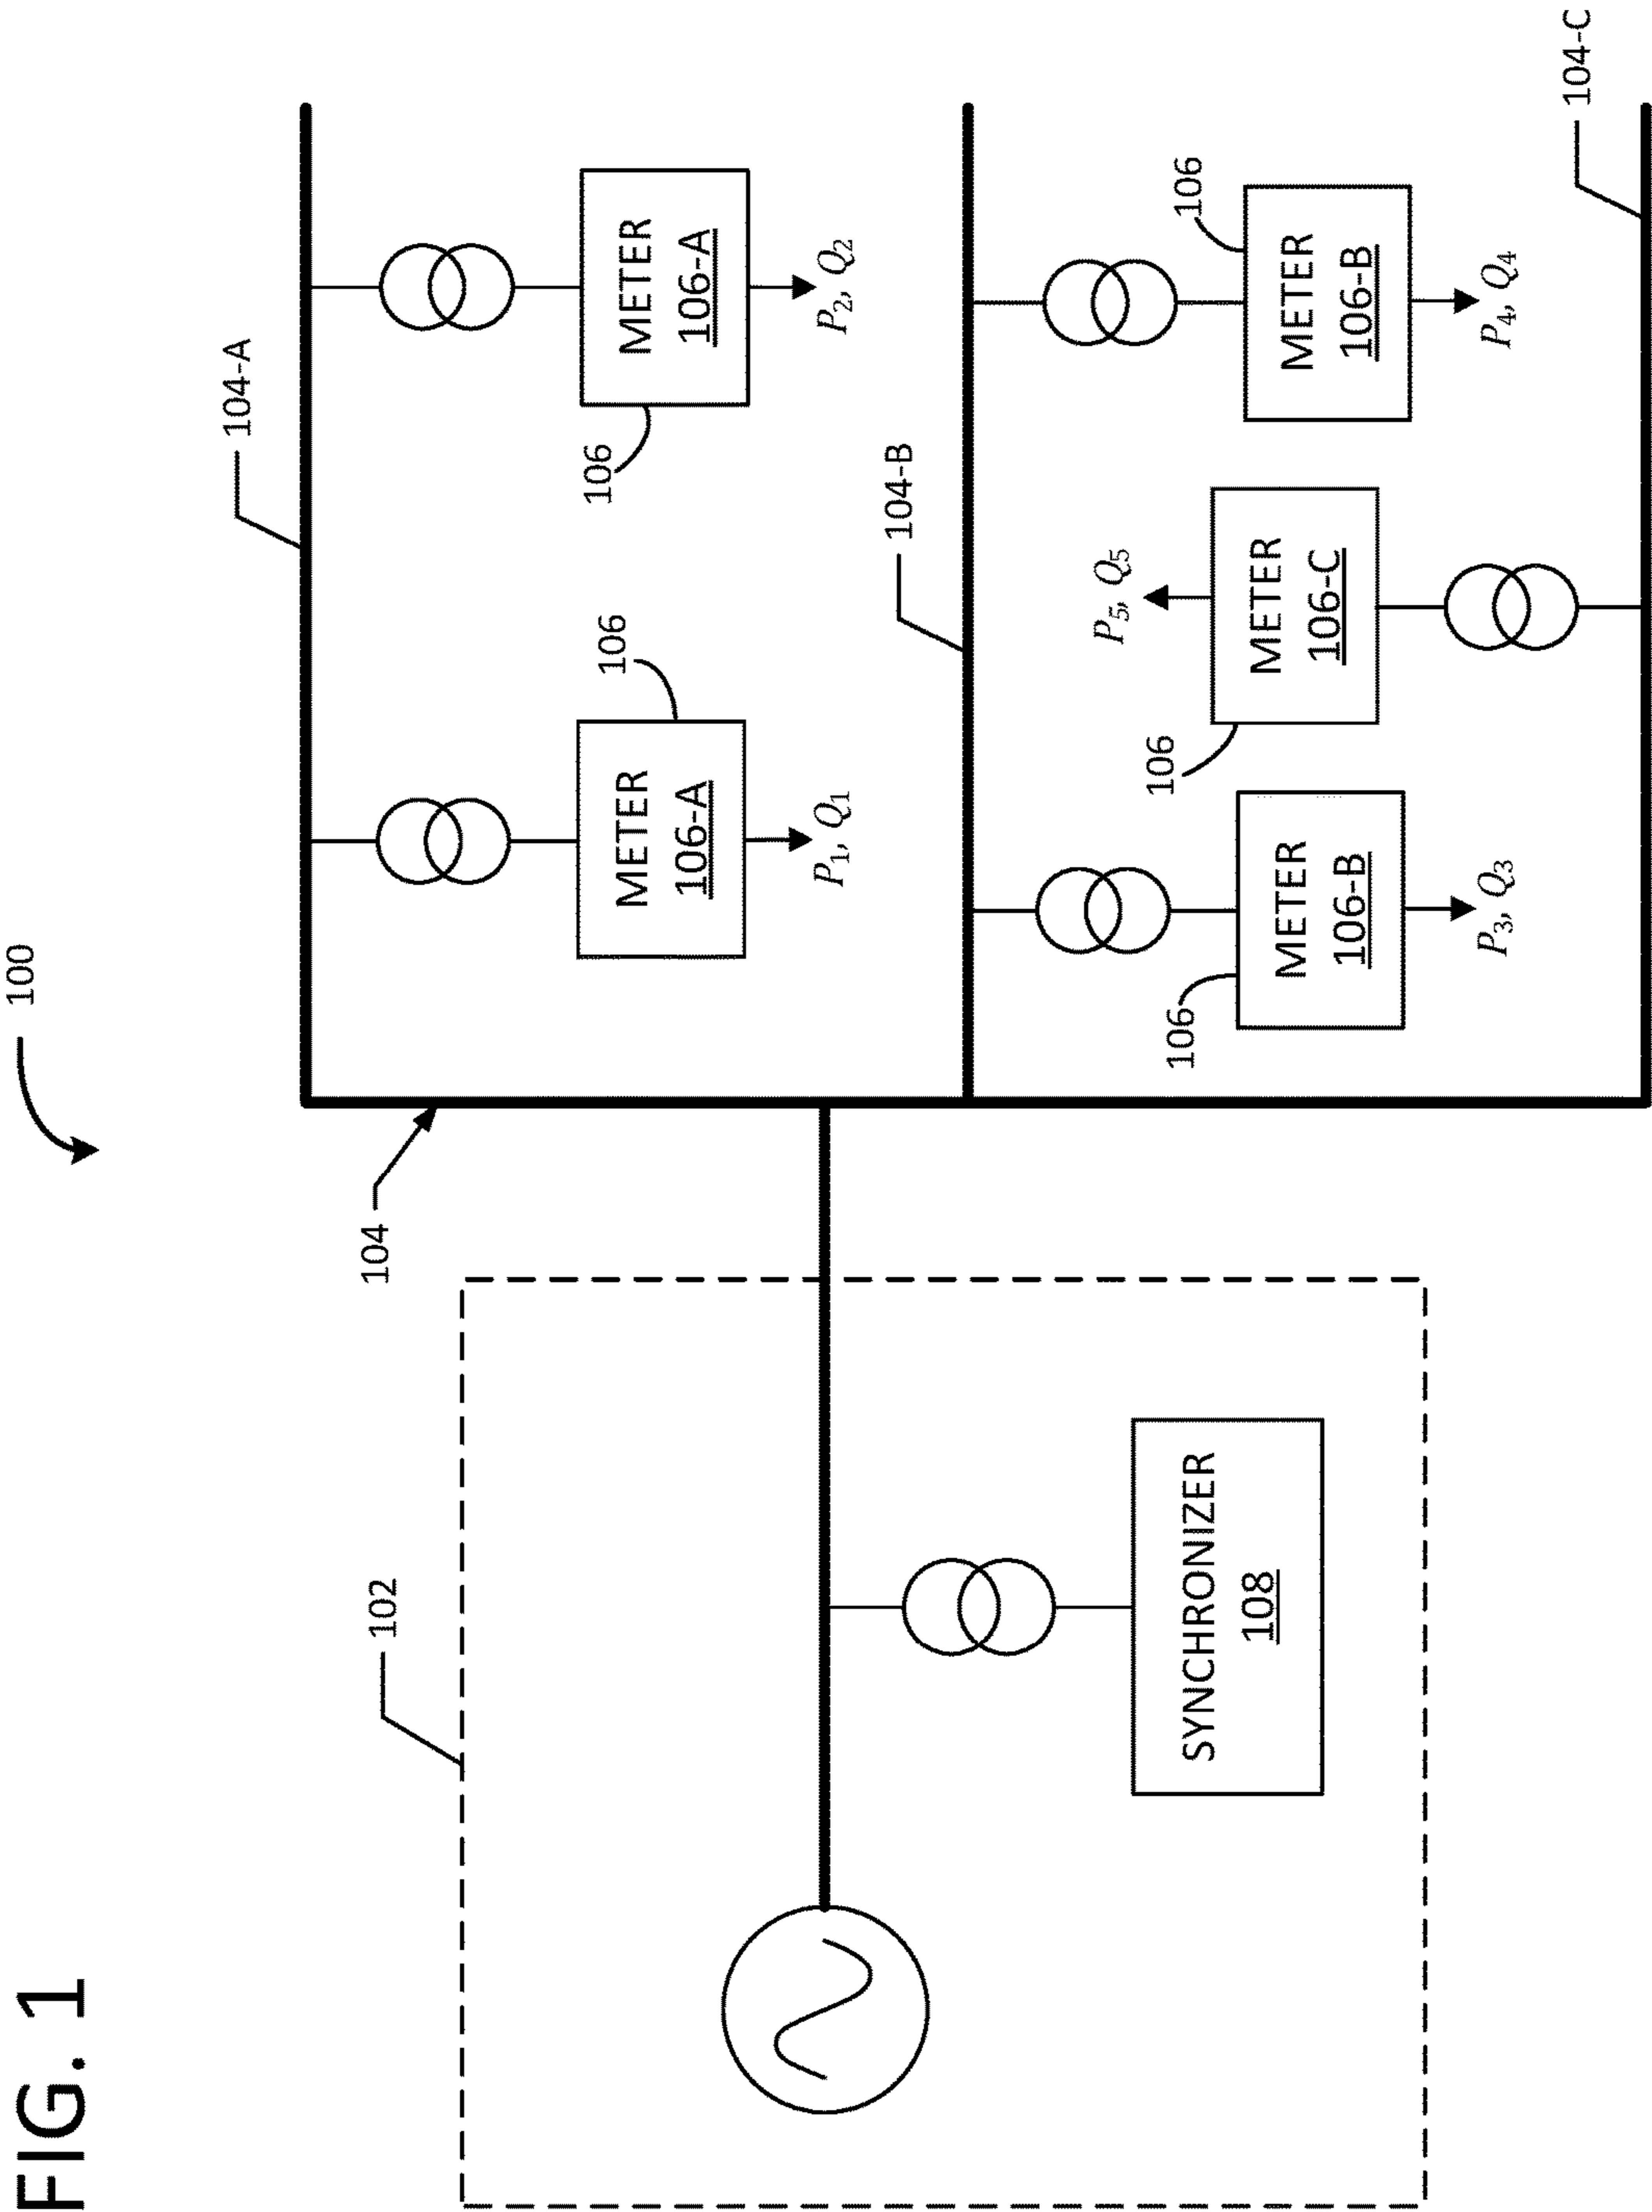 FIG. 1
100
102
SYNCHRONIZER
108
104
104-A
METER
106-A
106
P1, Q1
METER
106-A
106
P2, Q2
104-B
METER
106-B
106
P3, Q3
METER
106-C
106
P5, Q5
METER
106-B
106
P4, Q4
104-C